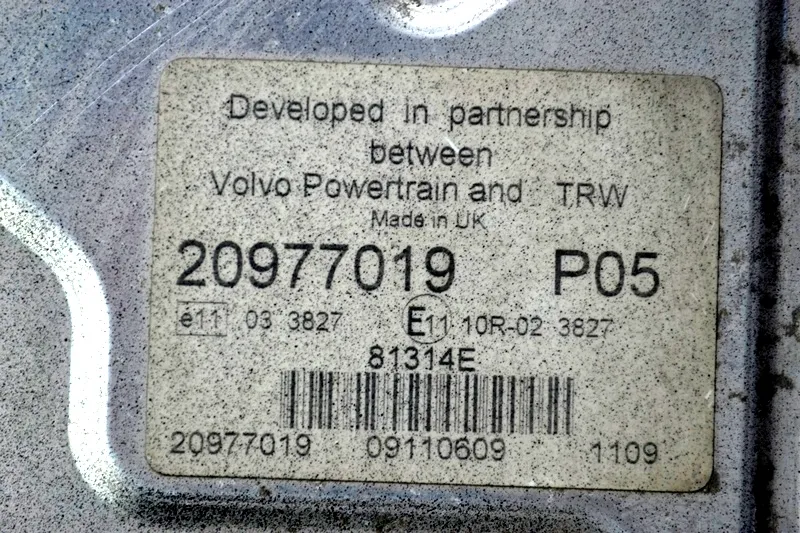 Developed in partnership
between
Volvo Powertrain and TRW
Made in UK
20977019 P05
e11 03 3827 E11 10R-02 3827
81314E
20977019 09110609 1109